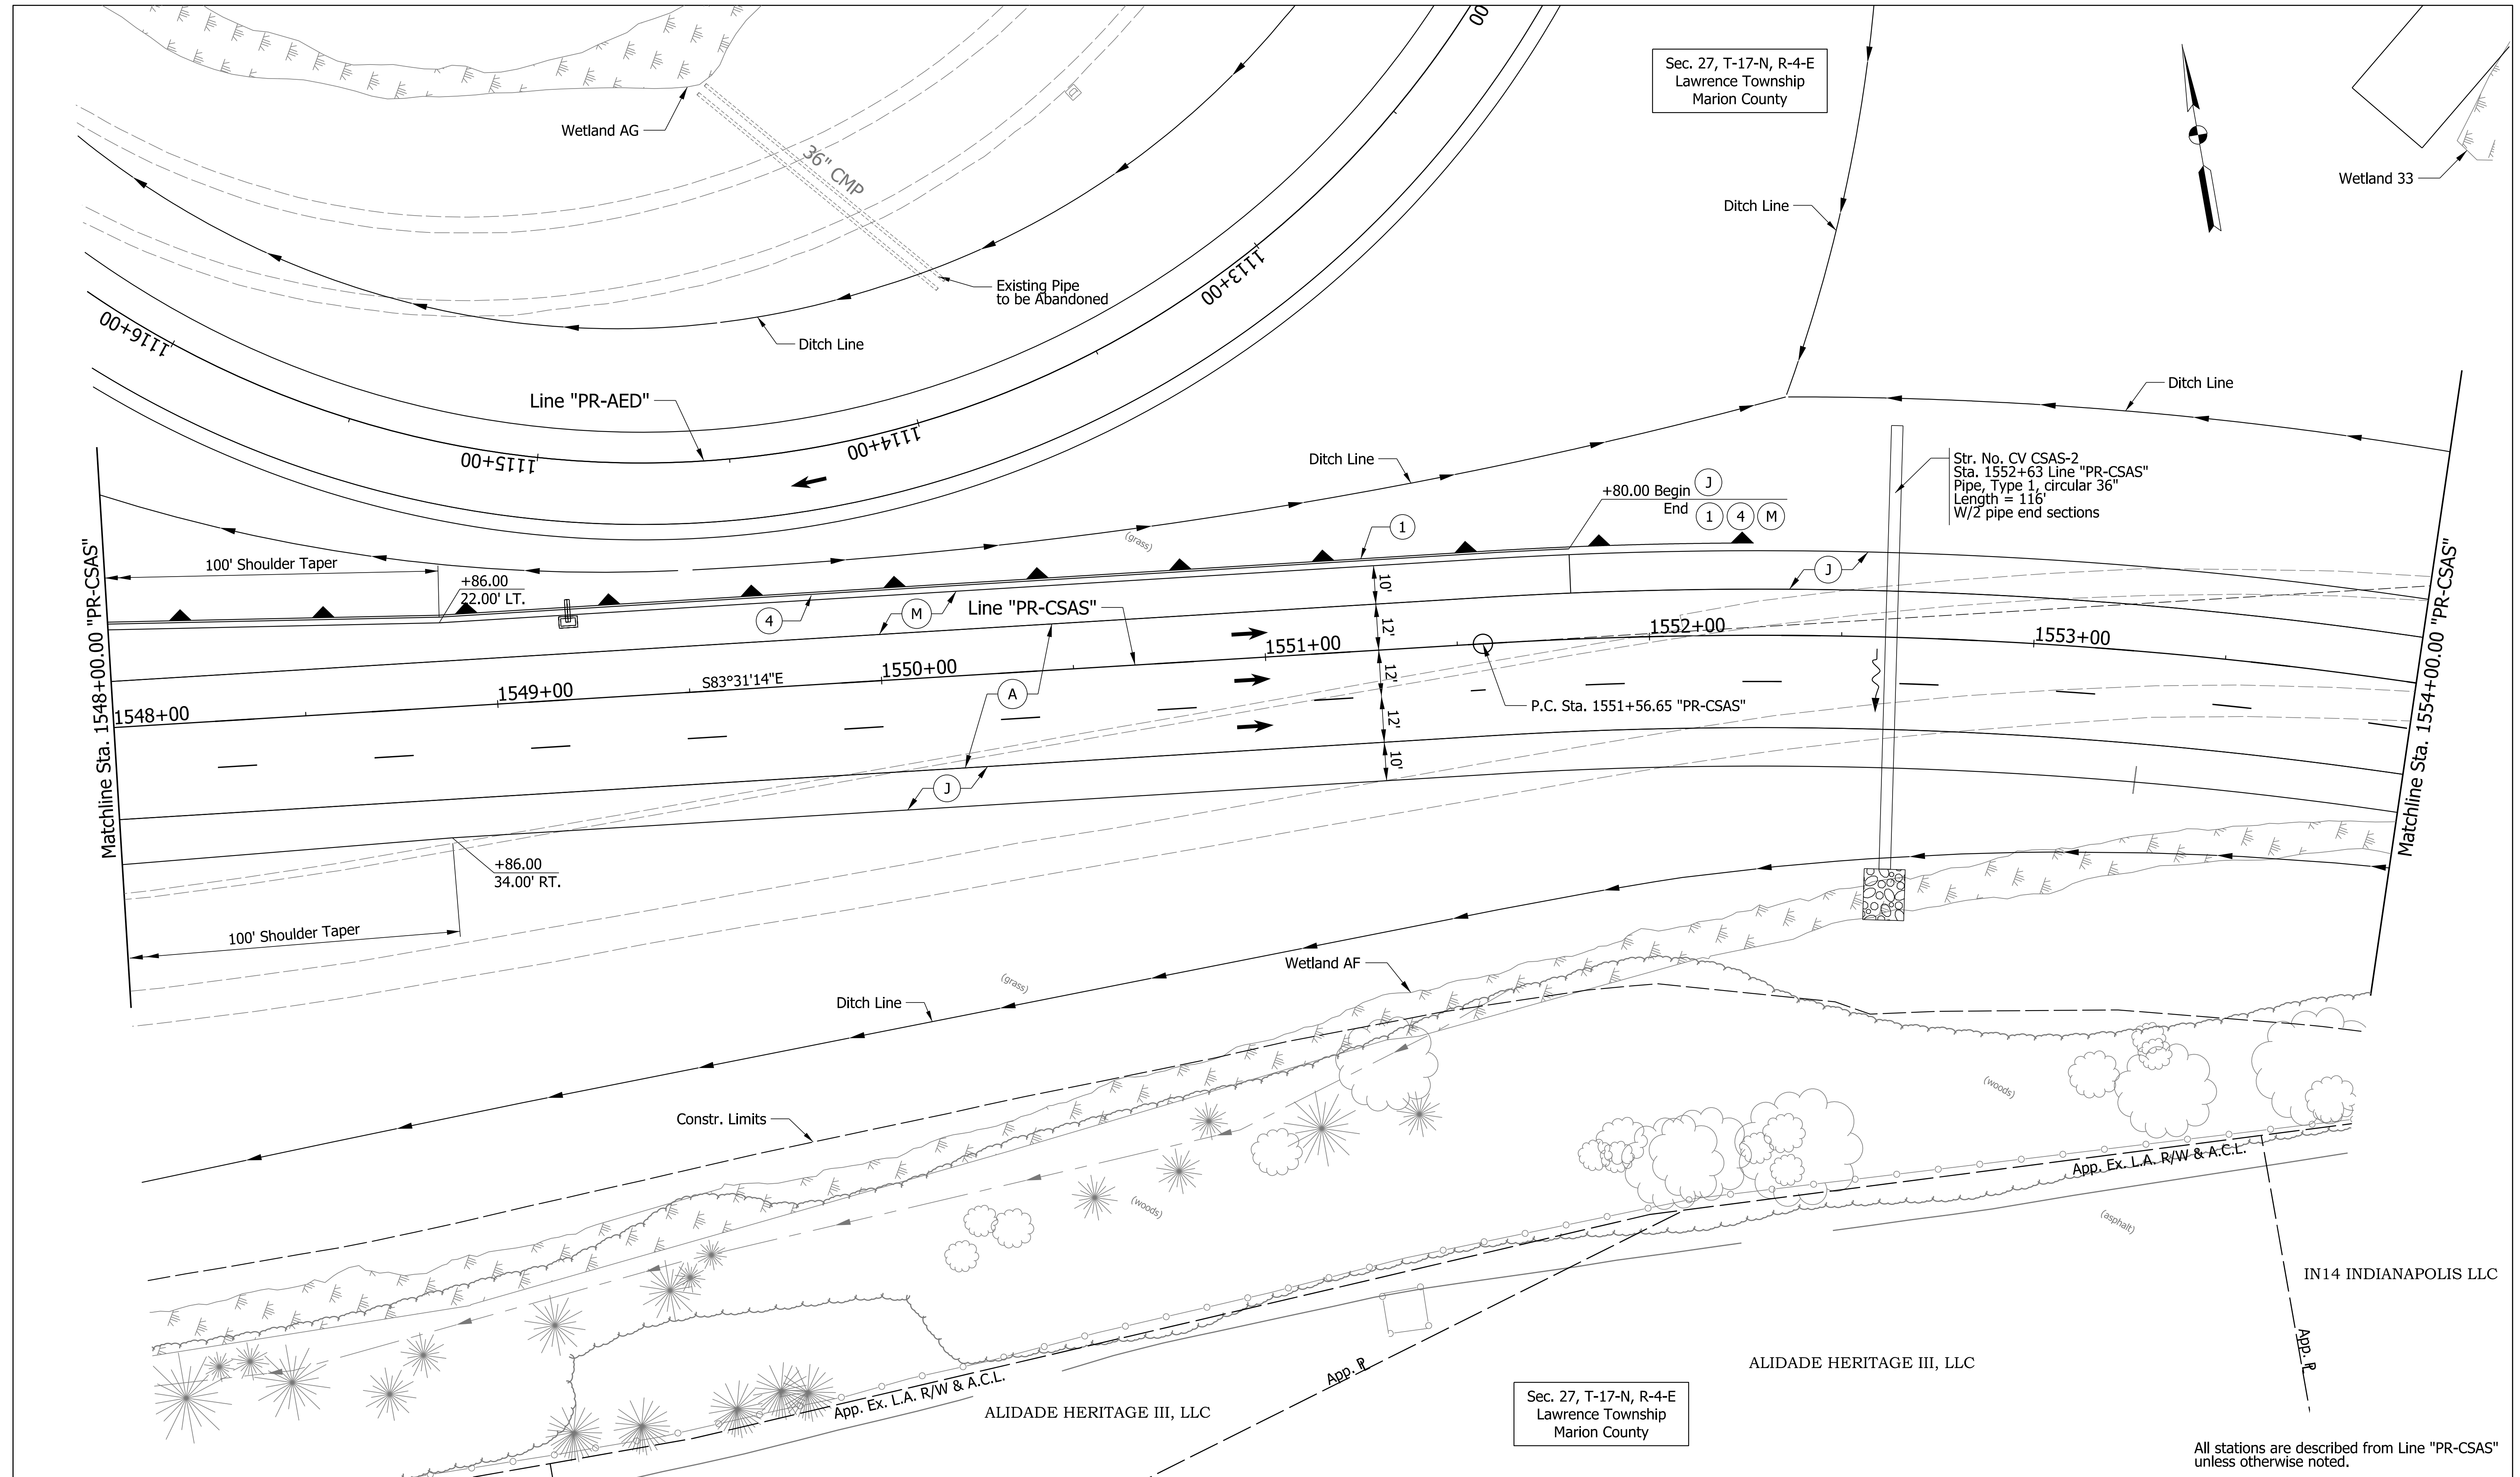 00
Sec. 27, T-17-N, R-4-E
Lawrence Township
Marion County
Wetland AG
36" CMP
Wetland 33
Ditch Line
Existing Pipe
to be Abandoned
1113+00
1116+00
Ditch Line
Line "PR-AED"
1114+00
1115+00
Ditch Line
Ditch Line
Str. No. CV CSAS-2
Sta. 1552+63 Line "PR-CSAS"
Pipe, Type 1, circular 36"
Length = 116'
W/2 pipe end sections
+80.00 Begin J
End 1 4 M
1
(grass)
Matchline Sta. 1548+00.00 "PR-CSAS"
100' Shoulder Taper
+86.00
22.00' LT.
4
M
Line "PR-CSAS"
J
10'
12'
12'
12'
10'
1548+00
1549+00
S83°31'14"E
1550+00
1551+00
1552+00
1553+00
A
P.C. Sta. 1551+56.65 "PR-CSAS"
J
Matchline Sta. 1554+00.00 "PR-CSAS"
+86.00
34.00' RT.
100' Shoulder Taper
Wetland AF
(grass)
Ditch Line
Constr. Limits
(woods)
(woods)
App. Ex. L.A. R/W & A.C.L.
(asphalt)
IN14 INDIANAPOLIS LLC
App. PL
App. PL
ALIDADE HERITAGE III, LLC
App. Ex. L.A. R/W & A.C.L.
ALIDADE HERITAGE III, LLC
Sec. 27, T-17-N, R-4-E
Lawrence Township
Marion County
All stations are described from Line "PR-CSAS"
unless otherwise noted.